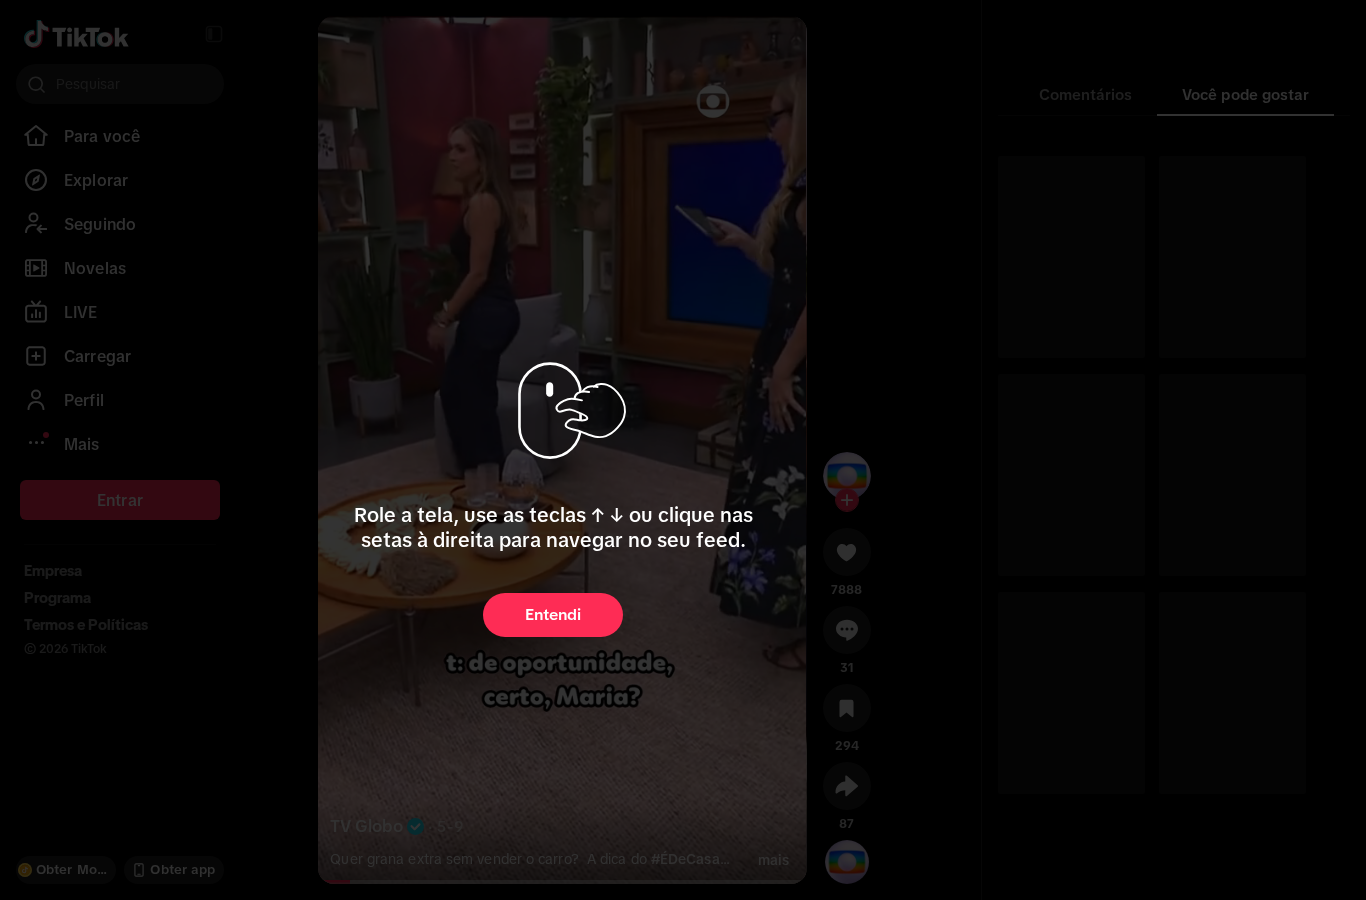 TikTok
Pesquisar
Para você
Explorar
Seguindo
Novelas
LIVE
Carregar
Perfil
Mais
Entrar
Empresa
Programa
Termos e Políticas
© 2026 TikTok
Obter Mo...
Obter app
Role a tela, use as teclas ↑ ↓ ou clique nas
setas à direita para navegar no seu feed.
Entendi
t: de oportunidade,
certo, Maria?
TV Globo · 5-9
Quer grana extra sem vender o carro? A dica do #ÉDeCasa... mais
7888
31
294
87
Comentários
Você pode gostar